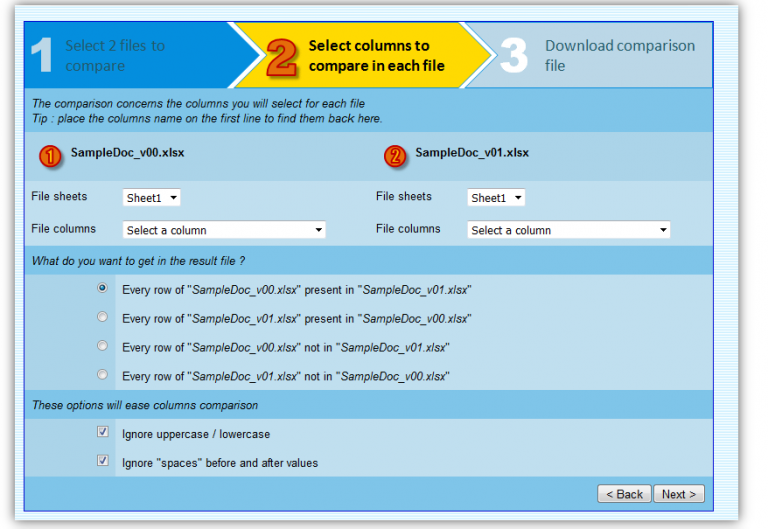 1 Select 2 files to
compare
2 Select columns to
compare in each file
3 Download comparison
file
The comparison concerns the columns you will select for each file
Tip : place the columns name on the first line to find them back here.
1 SampleDoc_v00.xlsx
2 SampleDoc_v01.xlsx
File sheets Sheet1
File sheets Sheet1
File columns Select a column
File columns Select a column
What do you want to get in the result file ?
Every row of "SampleDoc_v00.xlsx" present in "SampleDoc_v01.xlsx"
Every row of "SampleDoc_v01.xlsx" present in "SampleDoc_v00.xlsx"
Every row of "SampleDoc_v00.xlsx" not in "SampleDoc_v01.xlsx"
Every row of "SampleDoc_v01.xlsx" not in "SampleDoc_v00.xlsx"
These options will ease columns comparison
Ignore uppercase / lowercase
Ignore "spaces" before and after values
< Back Next >